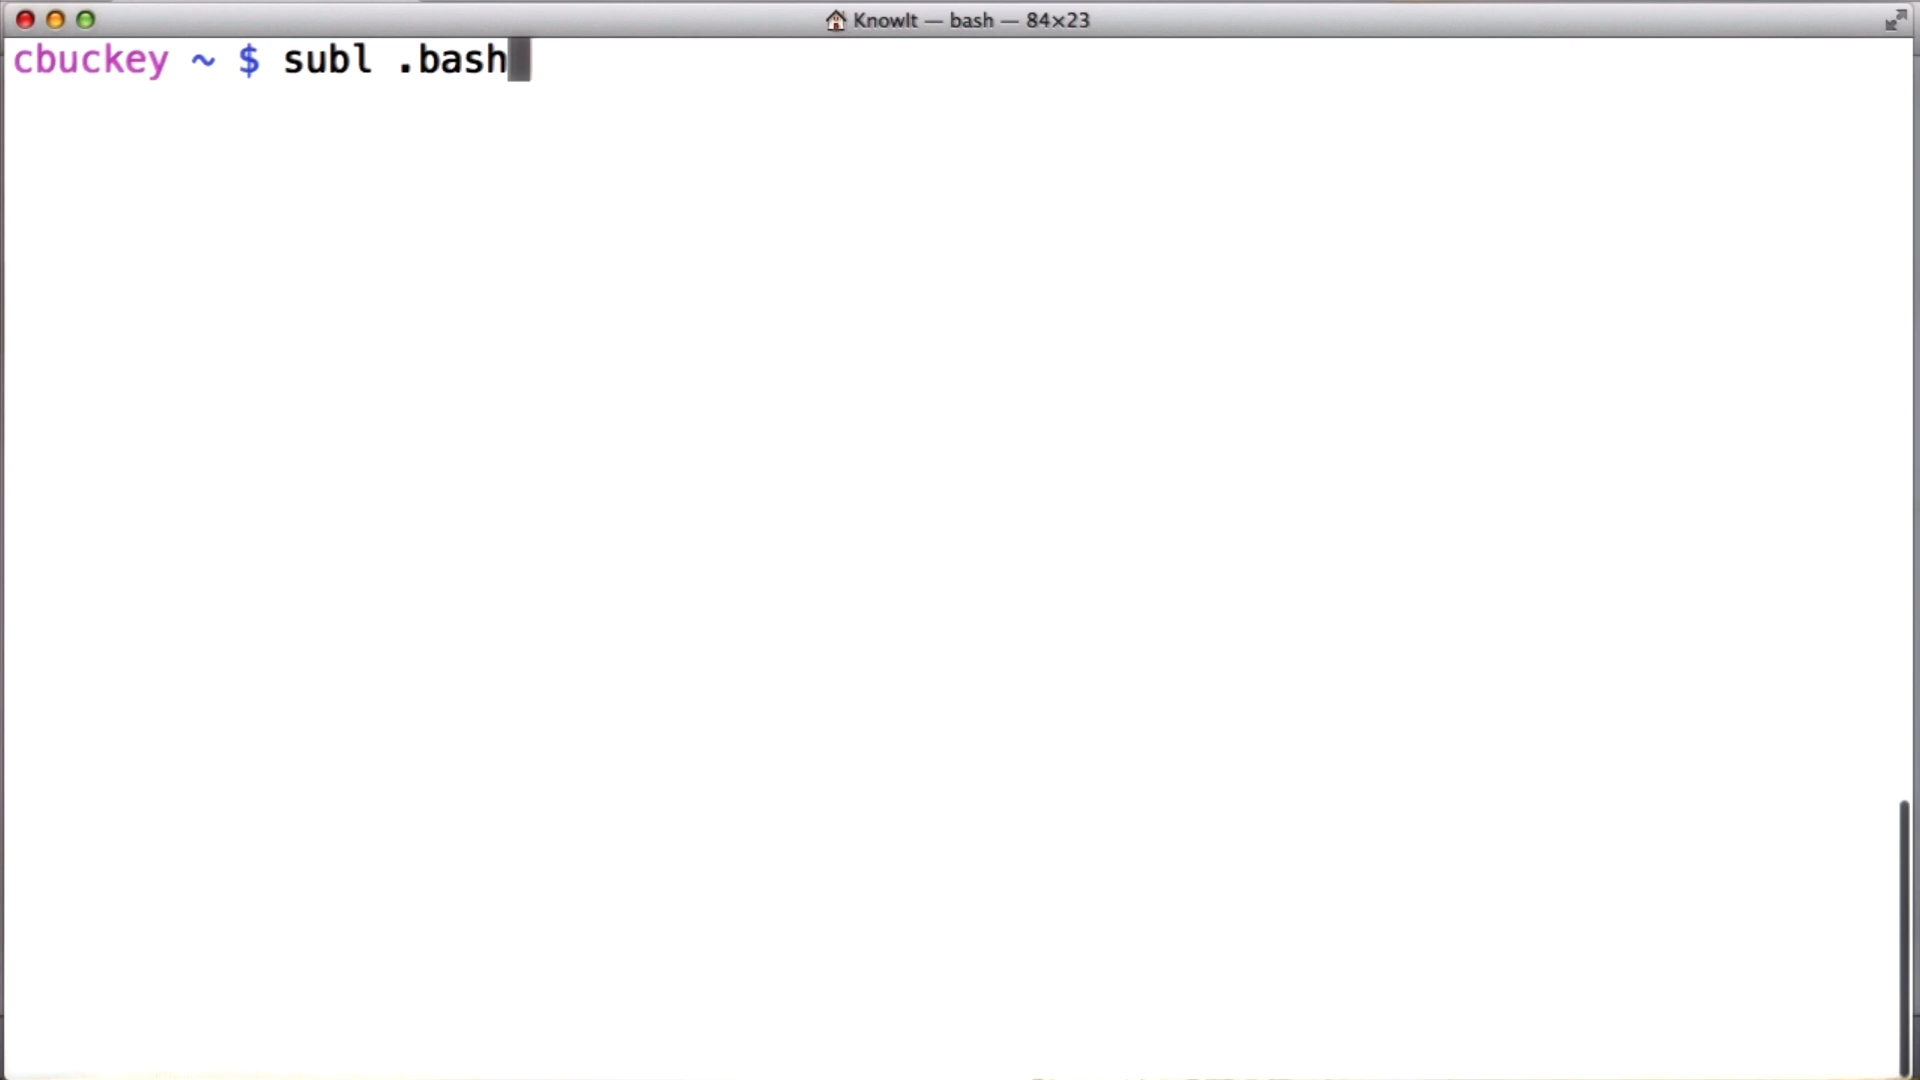 KnowIt — bash — 84×23
cbuckey ~ $ subl .bash